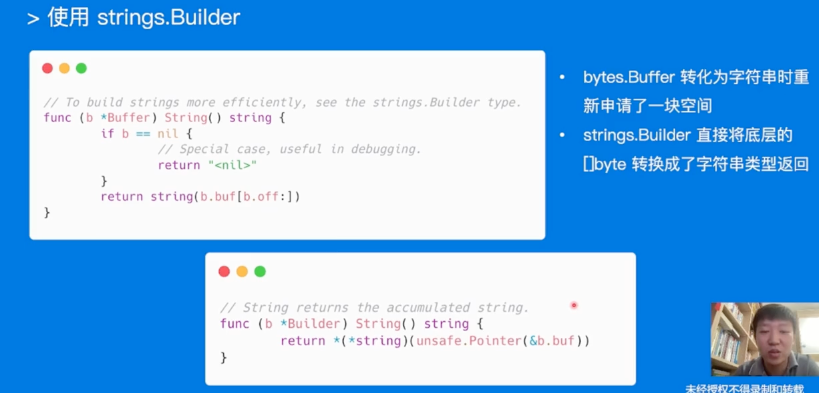 > 使用 strings.Builder
// To build strings more efficiently, see the strings.Builder type.
func (b *Buffer) String() string {
if b == nil {
// Special case, useful in debugging.
return "<nil>"
}
return string(b.buf[b.off:])
}
• bytes.Buffer 转化为字符串时重
新申请了一块空间
• strings.Builder 直接将底层的
[]byte 转换成了字符串类型返回
// String returns the accumulated string.
func (b *Builder) String() string {
return *(*string)(unsafe.Pointer(&b.buf))
}
未经授权不得录制和转载